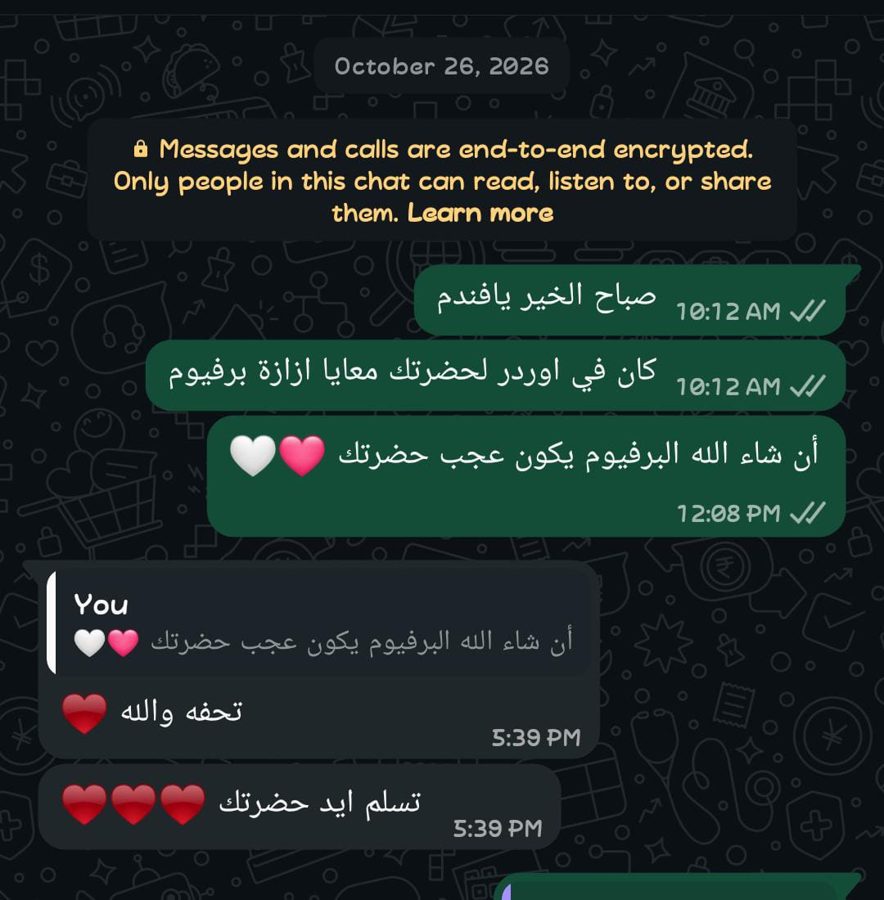 October 26, 2026
Messages and calls are end-to-end encrypted.
Only people in this chat can read, listen to, or share
them. Learn more
صباح الخير يافندم
10:12 AM
كان في اوردر لحضرتك معايا ازازة برفيوم
10:12 AM
أن شاء الله البرفيوم يكون عجب حضرتك 🩷🤍
12:08 PM
You
أن شاء الله البرفيوم يكون عجب حضرتك 🩷🤍
تحفه والله ❤️
5:39 PM
تسلم ايد حضرتك ❤️❤️❤️
5:39 PM